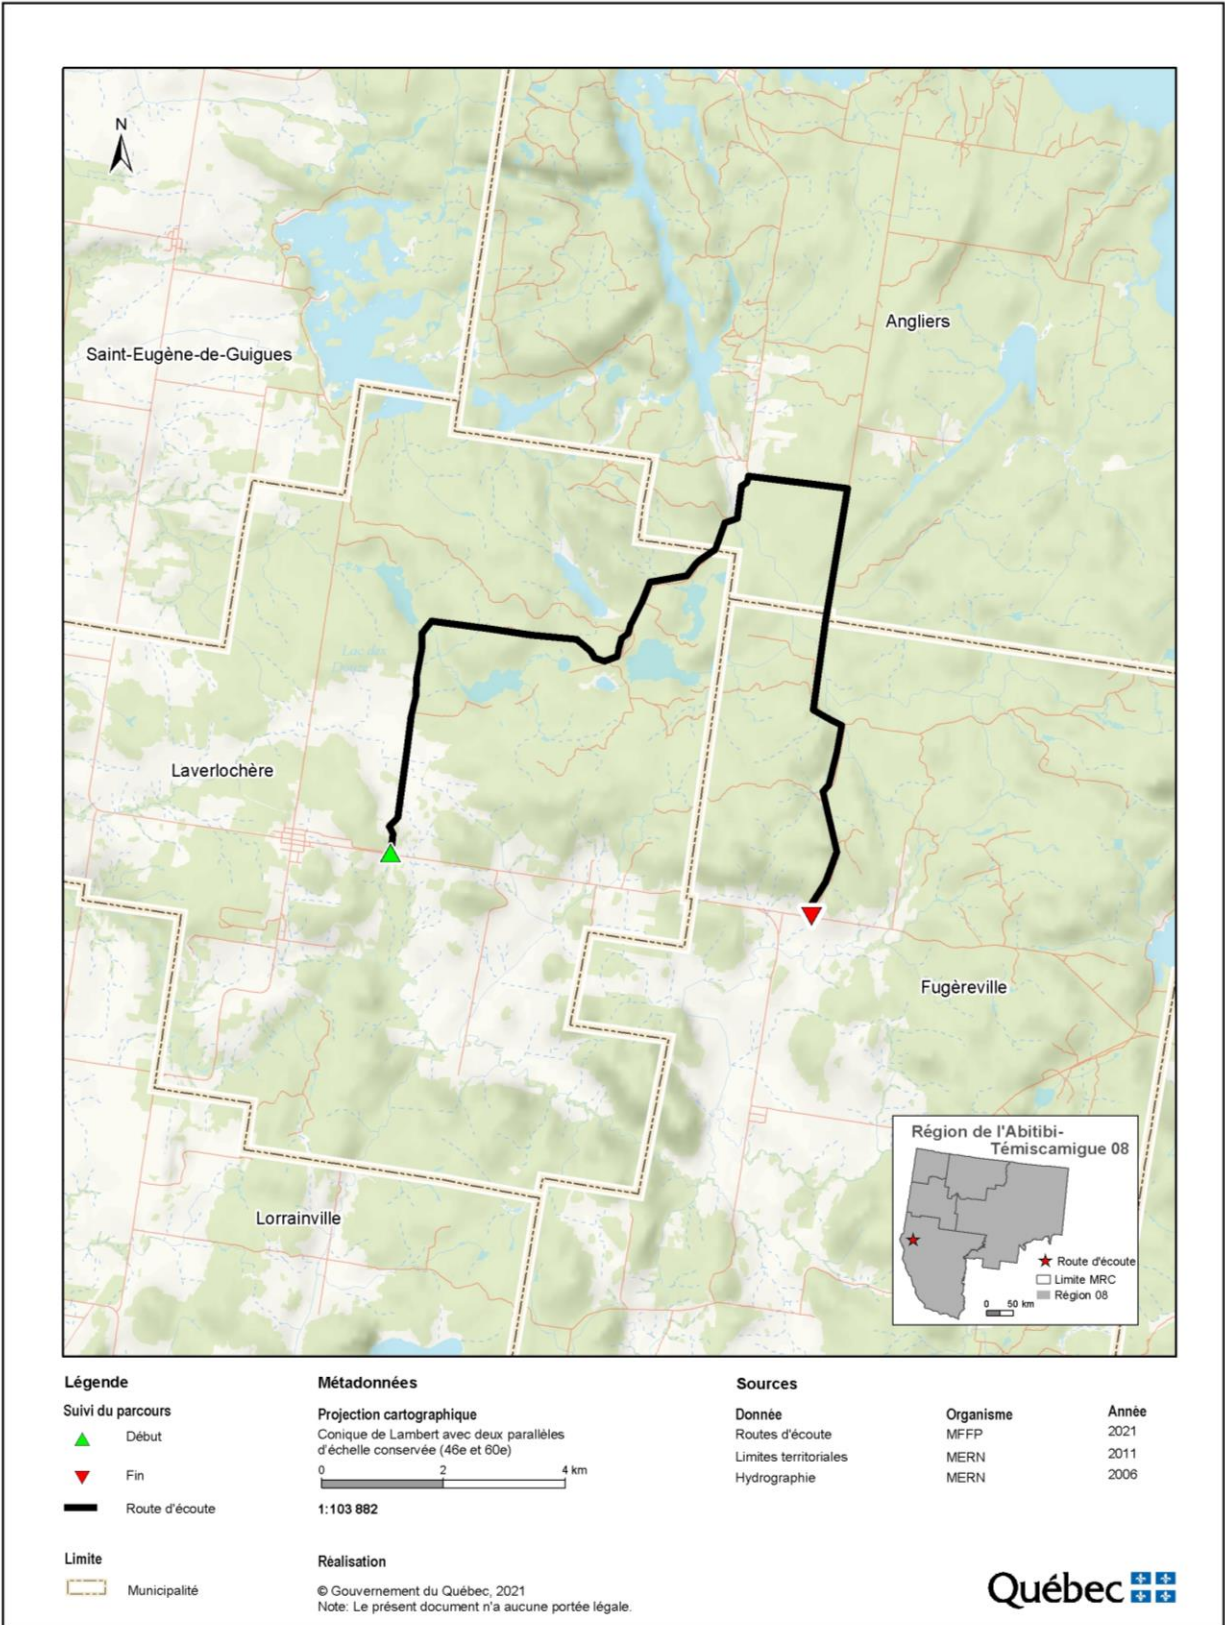 N
Angliers
Saint-Eugène-de-Guigues
Lac des
Laverlochère
Fugèreville
Lorrainville
Région de l'Abitibi-
Témiscamigue 08
Route d'écoute
Limite MRC
Région 08
0 50 km
Légende
Suivi du parcours
Début
Fin
Route d'écoute
Limite
Municipalité
Métadonnées
Projection cartographique
Conique de Lambert avec deux parallèles
d'échelle conservée (46e et 60e)
0 2 4 km
1:103 882
Réalisation
© Gouvernement du Québec, 2021
Note: Le présent document n'a aucune portée légale.
Sources
Donnée Organisme Année
Routes d'écoute MFFP 2021
Limites territoriales MERN 2011
Hydrographie MERN 2006
Québec